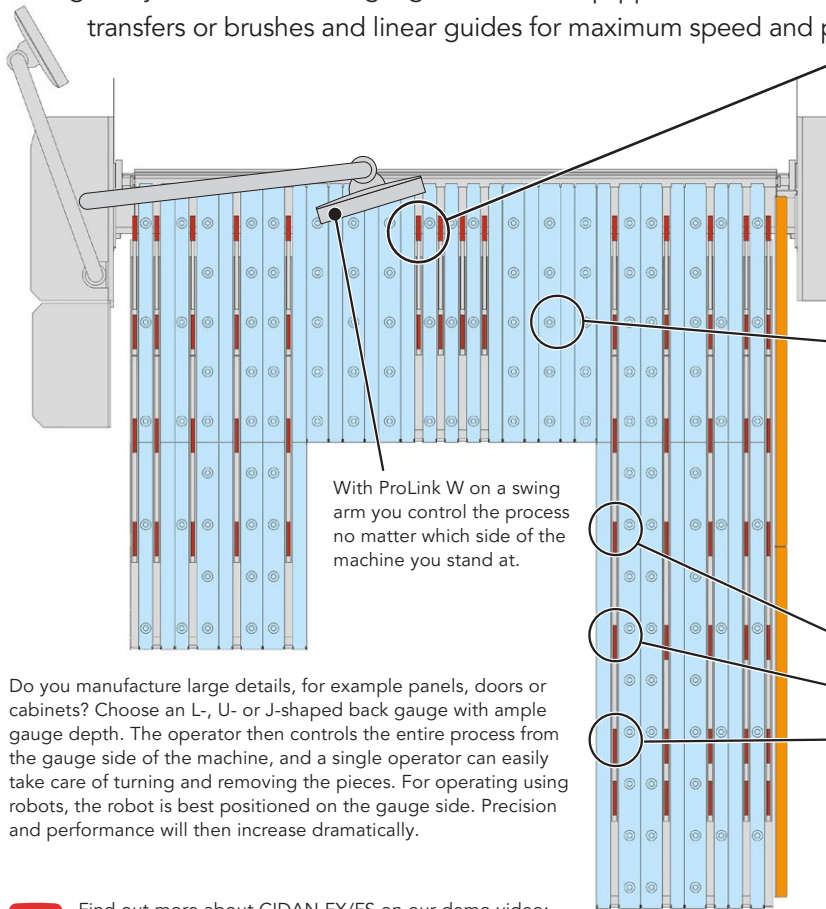 transfers or brushes and linear guides for maximum speed and
With ProLink W on a swing
arm you control the process
no matter which side of the
machine you stand at.
Do you manufacture large details, for example panels, doors or
cabinets? Choose an L-, U- or J-shaped back gauge with ample
gauge depth. The operator then controls the entire process from
the gauge side of the machine, and a single operator can easily
take care of turning and removing the pieces. For operating using
robots, the robot is best positioned on the gauge side. Precision
and performance will then increase dramatically.
Find out more about CIDAN FX/FS on our demo video: